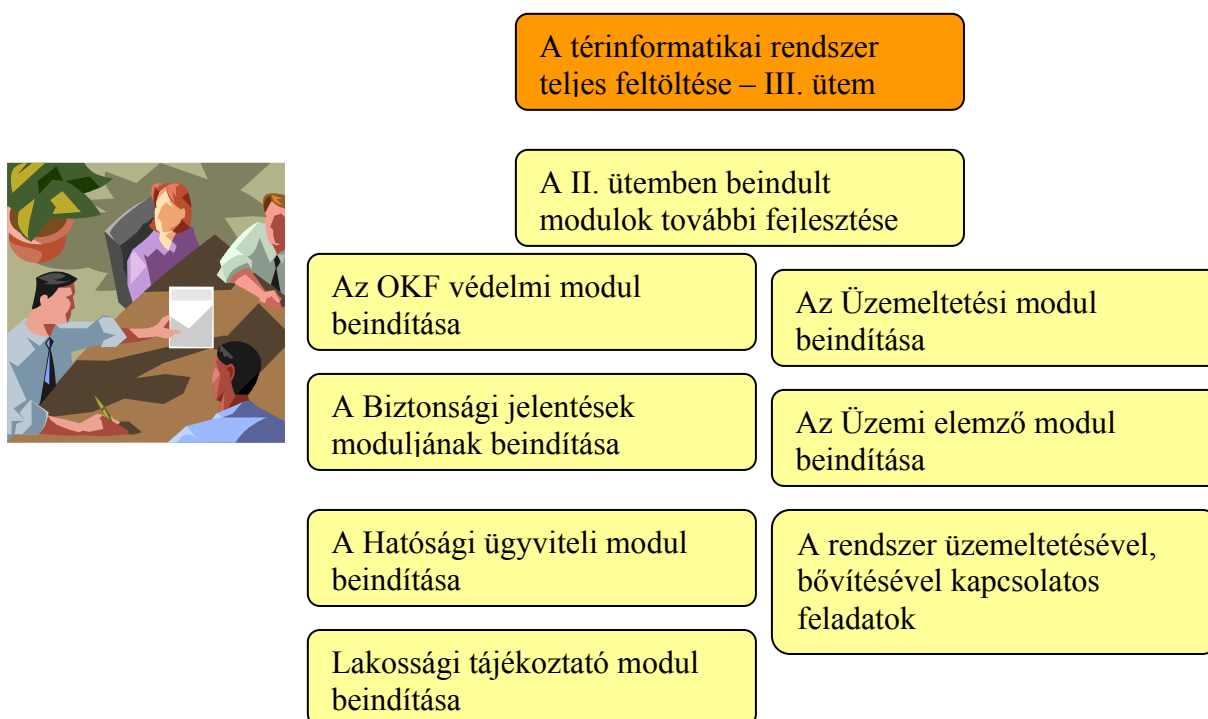 A térinformatikai rendszer
teljes feltöltése – III. ütem
A II. ütemben beindult
modulok további fejlesztése
Az OKF védelmi modul
beindítása
A Biztonsági jelentések
moduljának beindítása
A Hatósági ügyviteli modul
beindítása
Lakossági tájékoztató modul
beindítása
Az Üzemeltetési modul
beindítása
Az Üzemi elemző modul
beindítása
A rendszer üzemeltetésével,
bővítésével kapcsolatos
feladatok